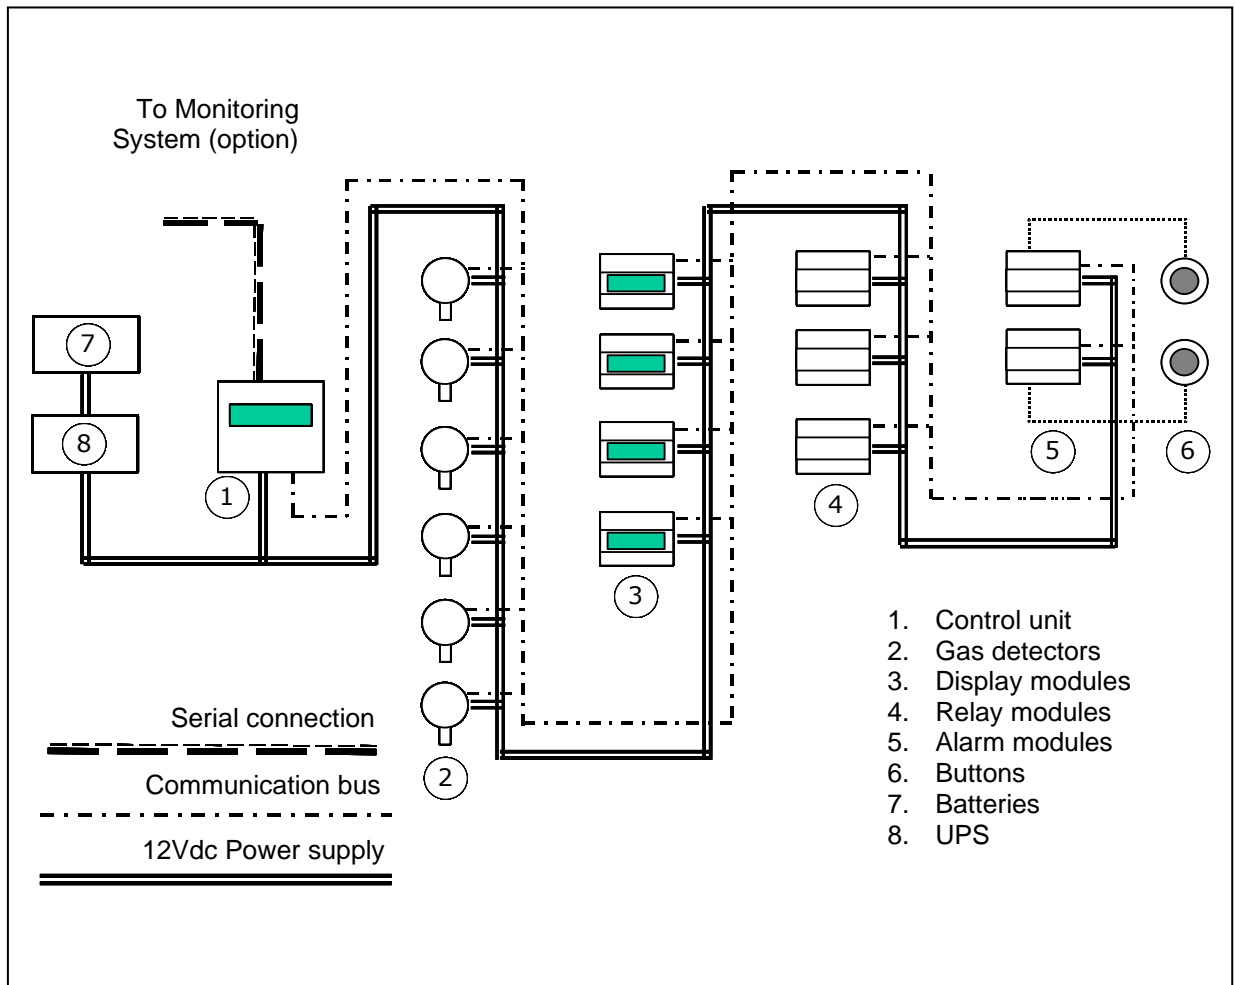 To Monitoring
System (option)
7
8
1
2
3
4
5
6
Serial connection
Communication bus
12Vdc Power supply
1. Control unit
2. Gas detectors
3. Display modules
4. Relay modules
5. Alarm modules
6. Buttons
7. Batteries
8. UPS